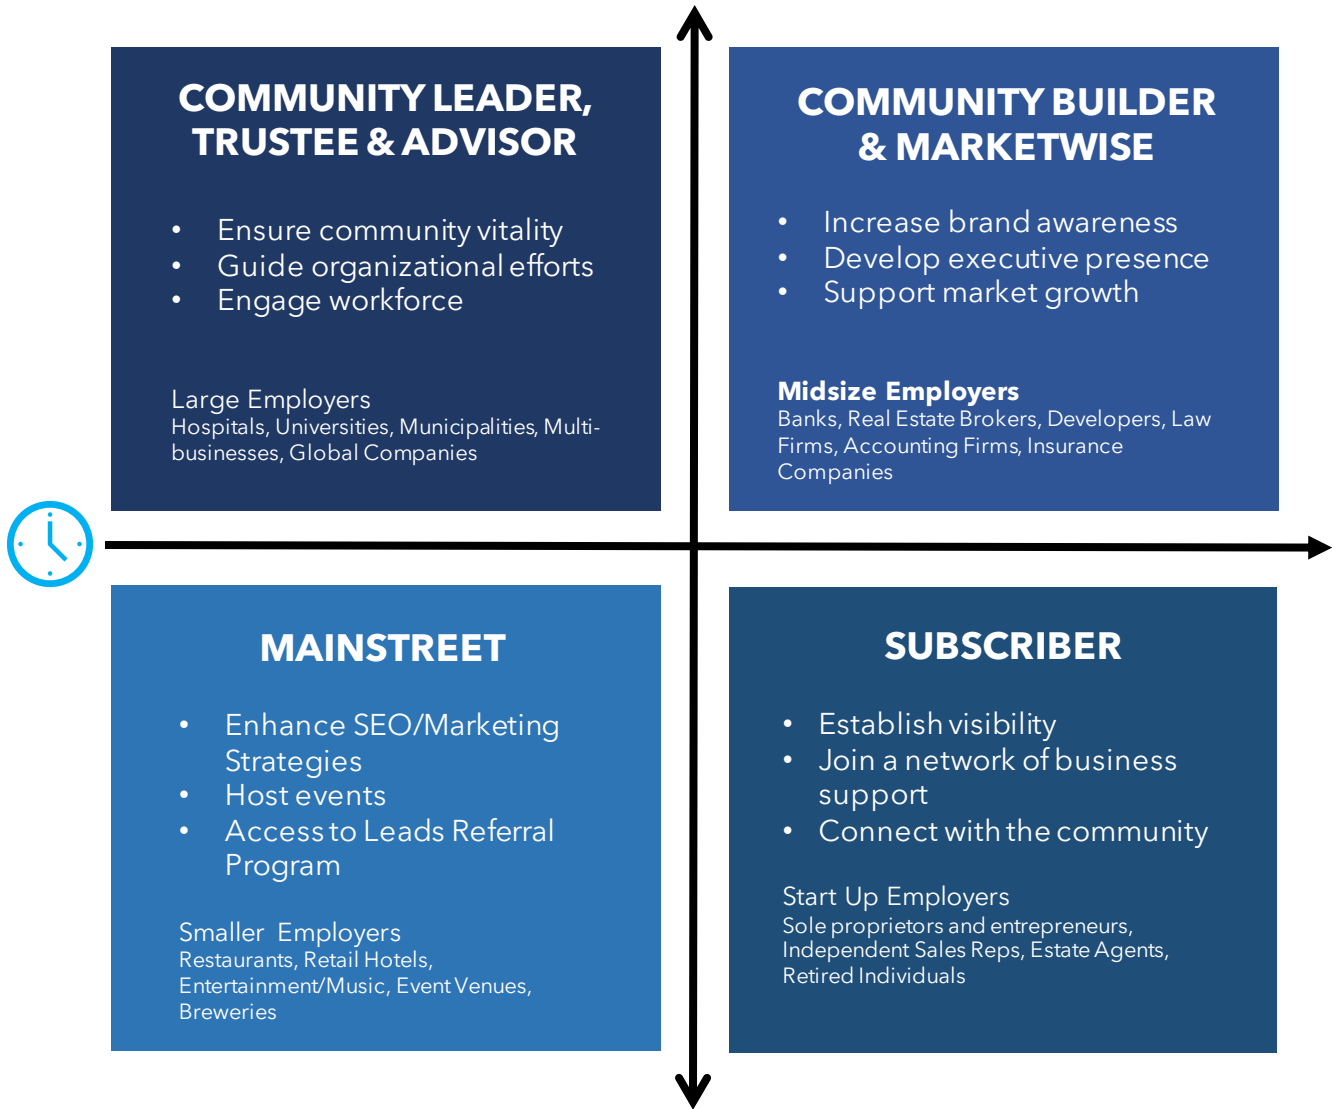 COMMUNITY LEADER,
TRUSTEE & ADVISOR
• Ensure community vitality
• Guide organizational efforts
• Engage workforce
Large Employers
Hospitals, Universities, Municipalities, Multi-
businesses, Global Companies
COMMUNITY BUILDER
& MARKETWISE
• Increase brand awareness
• Develop executive presence
• Support market growth
Midsize Employers
Banks, Real Estate Brokers, Developers, Law
Firms, Accounting Firms, Insurance
Companies
MAINSTREET
• Enhance SEO/Marketing
Strategies
• Host events
• Access to Leads Referral
Program
Smaller Employers
Restaurants, Retail Hotels,
Entertainment/Music, Event Venues,
Breweries
SUBSCRIBER
• Establish visibility
• Join a network of business
support
• Connect with the community
Start Up Employers
Sole proprietors and entrepreneurs,
Independent Sales Reps, Estate Agents,
Retired Individuals